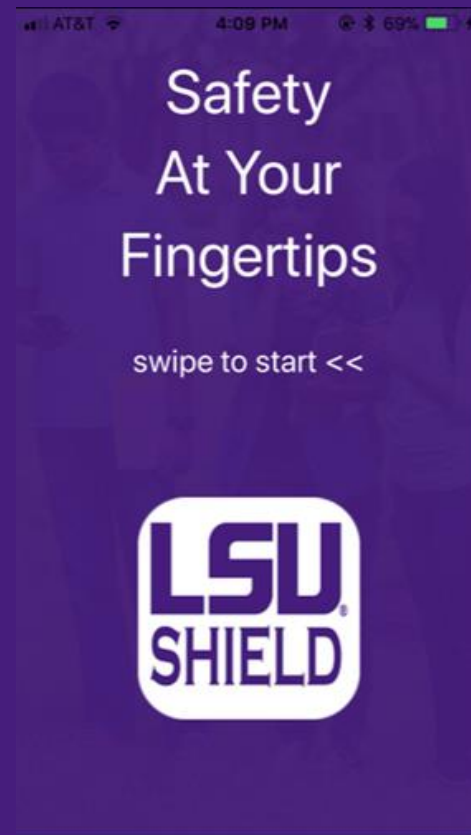 AT&T 4:09 PM 69%
Safety
At Your
Fingertips
swipe to start <<
LSU®
SHIELD